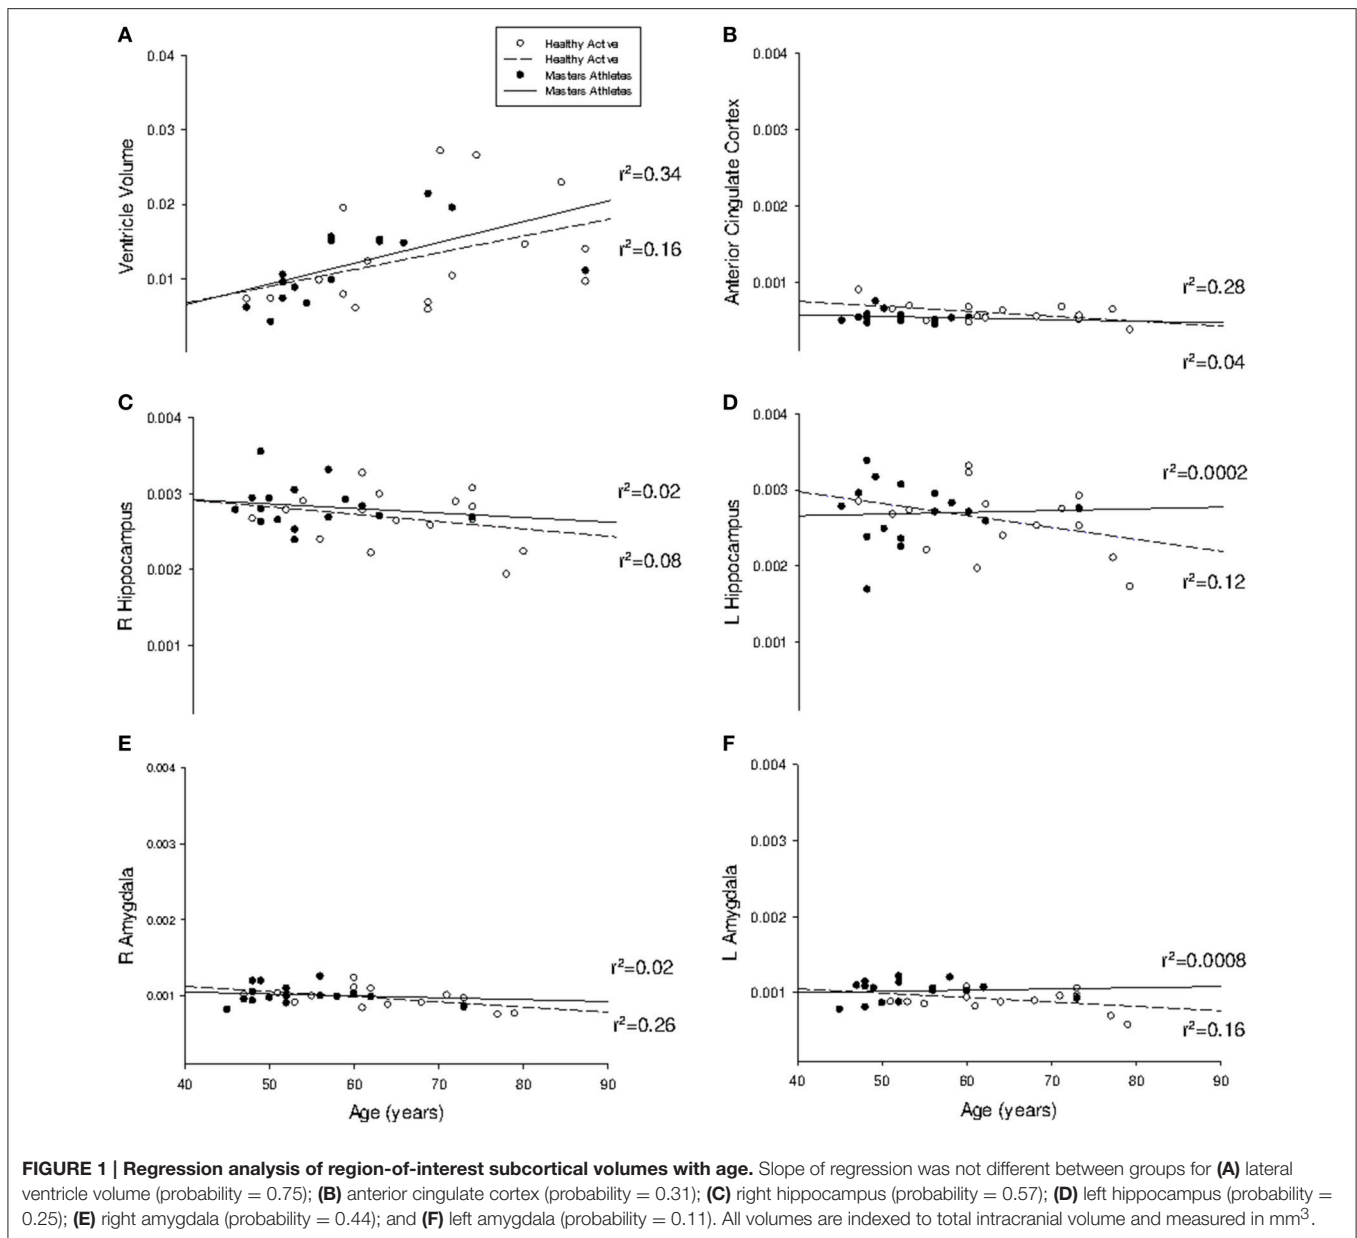 A
Healthy Active
Healthy Active
Masters Athletes
Masters Athletes
0.04
0.03
0.02
0.01
Ventricle Volume
r²=0.34
r²=0.16
B
0.004
0.003
0.002
0.001
Anterior Cingulate Cortex
r²=0.28
r²=0.04
C
0.004
0.003
0.002
0.001
R Hippocampus
r²=0.02
r²=0.08
D
0.004
0.003
0.002
0.001
L Hippocampus
r²=0.0002
r²=0.12
E
0.004
0.003
0.002
0.001
R Amygdala
r²=0.02
r²=0.26
40 50 60 70 80 90
Age (years)
F
0.004
0.003
0.002
0.001
L Amygdala
r²=0.0008
r²=0.16
40 50 60 70 80 90
Age (years)
FIGURE 1 | Regression analysis of region-of-interest subcortical volumes with age. Slope of regression was not different between groups for (A) lateral
ventricle volume (probability = 0.75); (B) anterior cingulate cortex (probability = 0.31); (C) right hippocampus (probability = 0.57); (D) left hippocampus (probability =
0.25); (E) right amygdala (probability = 0.44); and (F) left amygdala (probability = 0.11). All volumes are indexed to total intracranial volume and measured in mm³.